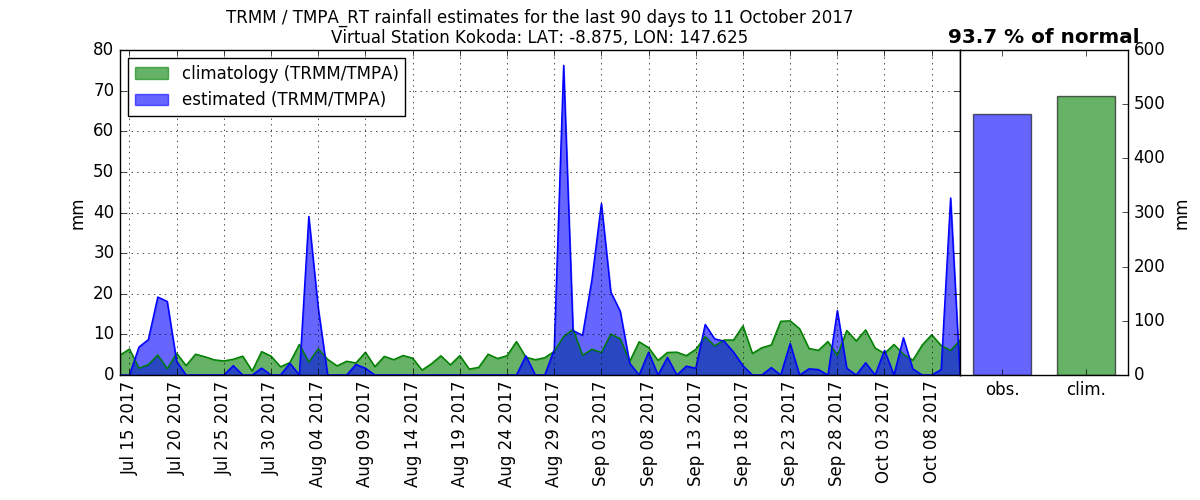 TRMM / TMPA_RT rainfall estimates for the last 90 days to 11 October 2017
Virtual Station Kokoda: LAT: -8.875, LON: 147.625
93.7 % of normal
climatology (TRMM/TMPA)
estimated (TRMM/TMPA)
mm
80
70
60
50
40
30
20
10
0
Jul 15 2017
Jul 20 2017
Jul 25 2017
Jul 30 2017
Aug 04 2017
Aug 09 2017
Aug 14 2017
Aug 19 2017
Aug 24 2017
Aug 29 2017
Sep 03 2017
Sep 08 2017
Sep 13 2017
Sep 18 2017
Sep 23 2017
Sep 28 2017
Oct 03 2017
Oct 08 2017
obs.
clim.
600
500
400
300
200
100
0
mm